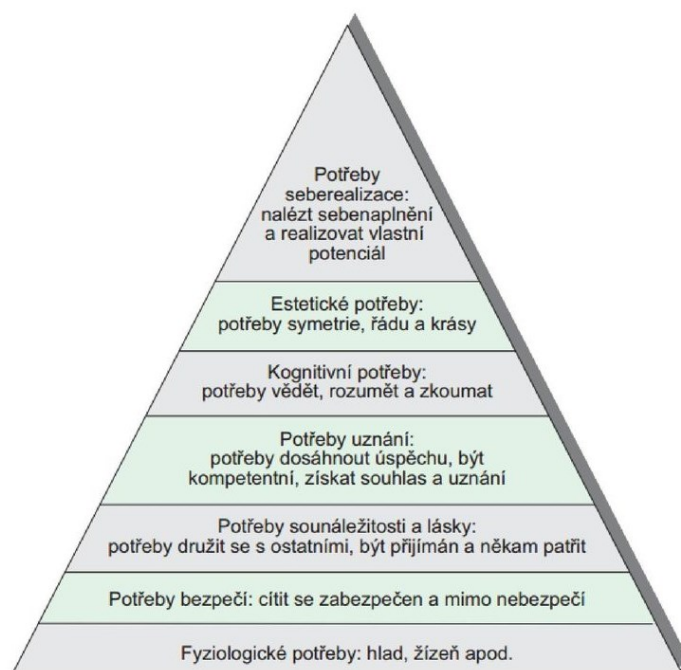 Potřeby
seberealizace:
nalézt sebenaplnění
a realizovat vlastní
potenciál
Estetické potřeby:
potřeby symetrie, řádu a krásy
Kognitivní potřeby:
potřeby vědět, rozumět a zkoumat
Potřeby uznání:
potřeby dosáhnout úspěchu, být
kompetentní, získat souhlas a uznání
Potřeby sounáležitosti a lásky:
potřeby družit se s ostatními, být přijímán a někam patřit
Potřeby bezpečí: cítit se zabezpečen a mimo nebezpečí
Fyziologické potřeby: hlad, žízeň apod.